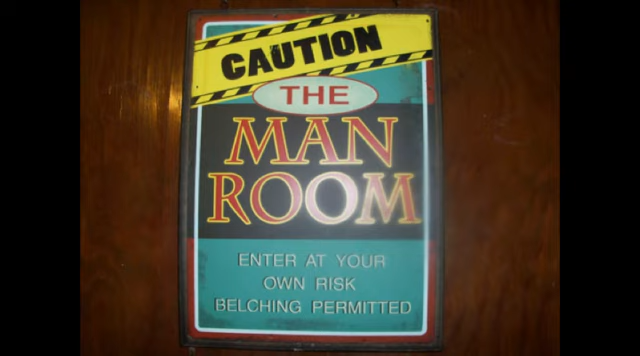 CAUTION
THE
MAN
ROOM
ENTER AT YOUR
OWN RISK
BELCHING PERMITTED